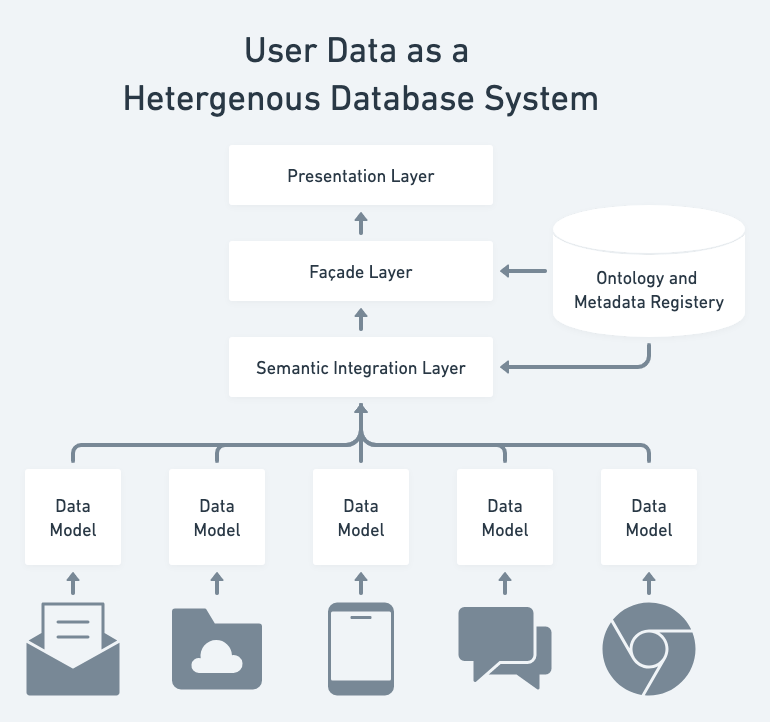 User Data as a
Hetergenous Database System
Presentation Layer
Façade Layer
Ontology and
Metadata Registery
Semantic Integration Layer
Data
Model
Data
Model
Data
Model
Data
Model
Data
Model